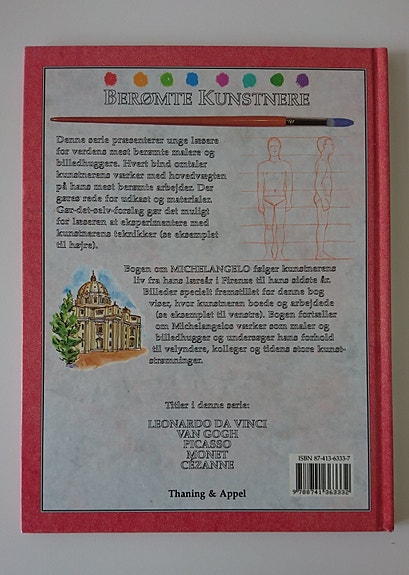 BERØMTE KUNSTNERE
Denne serie præsenterer unge læsere
for verdens mest berømte malere og
billedhuggere. Hvert bind omtaler
kunstnerens værker med hovedvægten
på hans mest berømte arbejder. Der
gøres rede for udkast og materialer.
Gør-det-selv-forslag gør det muligt
for læseren at eksperimentere med
kunstnerens teknikker (se eksemplet
til højre).
Bogen om MICHELANGELO følger kunstnerens
liv fra hans læreår i Firenze til hans sidste år.
Billeder specielt fremstillet for denne bog
viser, hvor kunstneren boede og arbejdede
(se eksemplet til venstre). Bogen fortæller
om Michelangelos værker som maler og
billedhugger og undersøger hans forhold
til velyndere, kolleger og tidens store kunst-
strømninger.
Titler i denne serie:
LEONARDO DA VINCI
VAN GOGH
PICASSO
MONET
CÉZANNE
Thaning & Appel
ISBN 87-413-6333-7
9 788741 363332